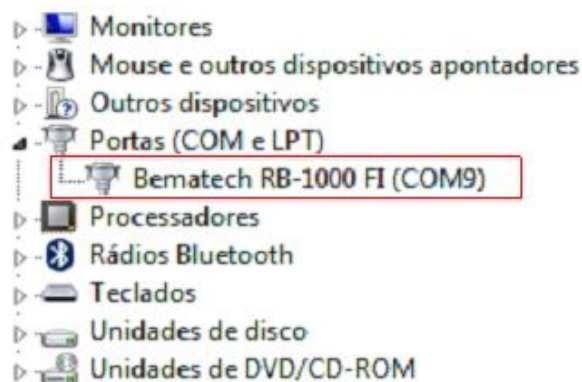 Monitores
Mouse e outros dispositivos apontadores
Outros dispositivos
Portas (COM e LPT)
Bematech RB-1000 FI (COM9)
Processadores
Rádios Bluetooth
Teclados
Unidades de disco
Unidades de DVD/CD-ROM